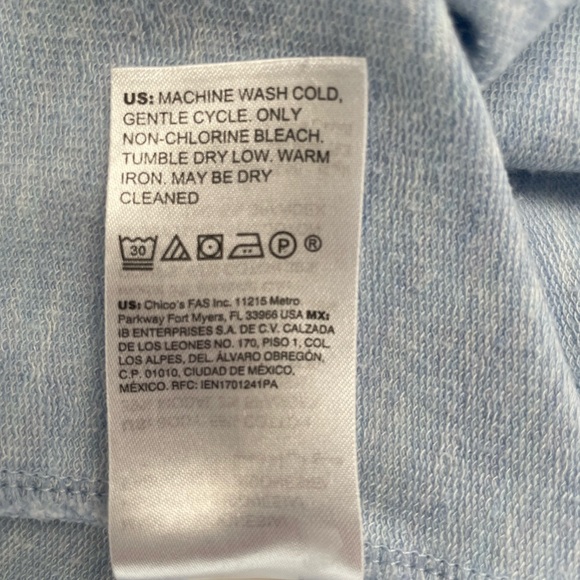 US: MACHINE WASH COLD,
GENTLE CYCLE. ONLY
NON-CHLORINE BLEACH.
TUMBLE DRY LOW. WARM
IRON. MAY BE DRY
CLEANED
30 P ®
US: Chico's FAS Inc. 11215 Metro
Parkway Fort Myers, FL 33966 USA MX:
IB ENTERPRISES S.A. DE C.V. CALZADA
DE LOS LEONES NO. 170, PISO 1, COL.
LOS ALPES, DEL. ÁLVARO OBREGÓN,
C.P. 01010, CIUDAD DE MÉXICO,
MÉXICO. RFC: IEN1701241PA